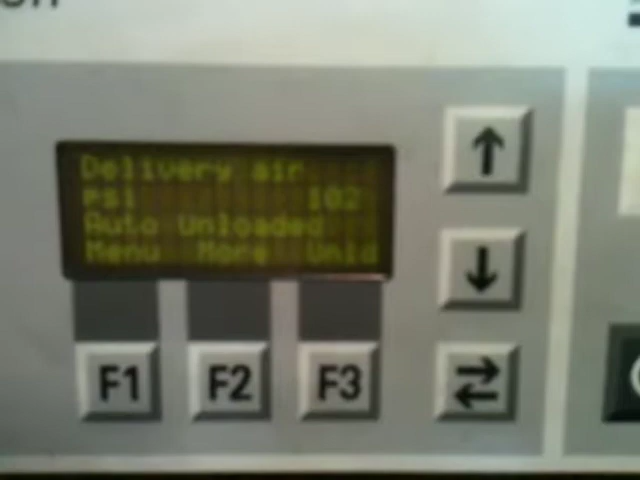 Delivery air
psi 102
Auto Unloaded
Menu More Unld
F1 F2 F3